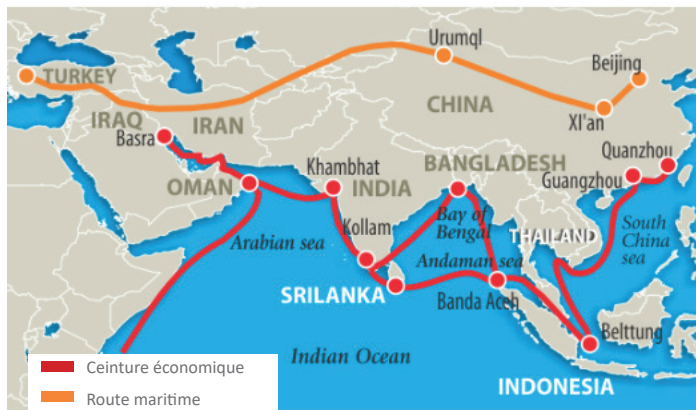 Urumql
Beijing
TURKEY
CHINA
XI'an
IRAQ
IRAN
Basra
Quanzhou
Khambhat
BANGLADESH
Guangzhou
OMAN
INDIA
Bay of
Bengal
Kollam
South
China
sea
THAILAND
Arabian sea
Andaman sea
SRILANKA
Banda Aceh
Belttung
Indian Ocean
INDONESIA
Ceinture économique
Route maritime